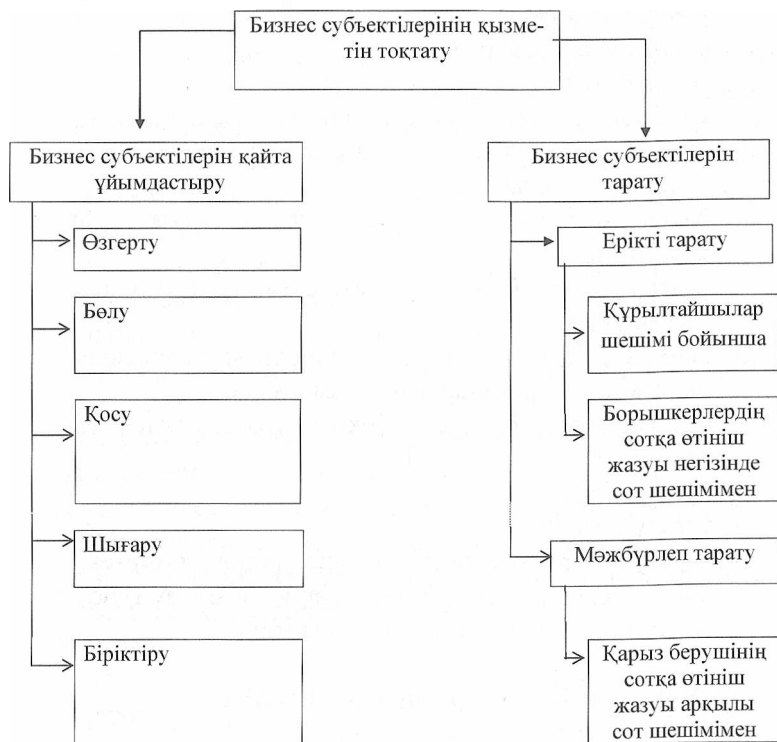 Бизнес субъектілерінің қызме-
тін тоқтату
Бизнес субъектілерін қайта
ұйымдастыру
Өзгерту
Бөлу
Қосу
Шығару
Біріктіру
Бизнес субъектілерін
тарату
Ерікті тарату
Құрылтайшылар
шешімі бойынша
Борышкерлердің
сотқа өтініш
жазуы негізінде
сот шешімімен
Мәжбүрлеп тарату
Қарыз берушінің
сотқа өтініш
жазуы арқылы
сот шешімімен